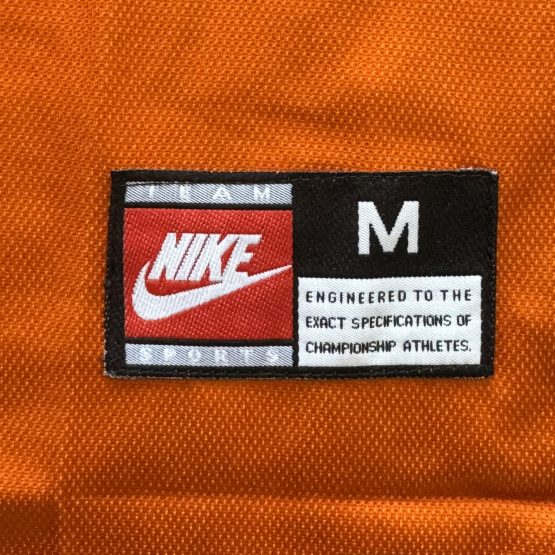 TEAM
NIKE
SPORTS
M
ENGINEERED TO THE
EXACT SPECIFICATIONS OF
CHAMPIONSHIP ATHLETES.